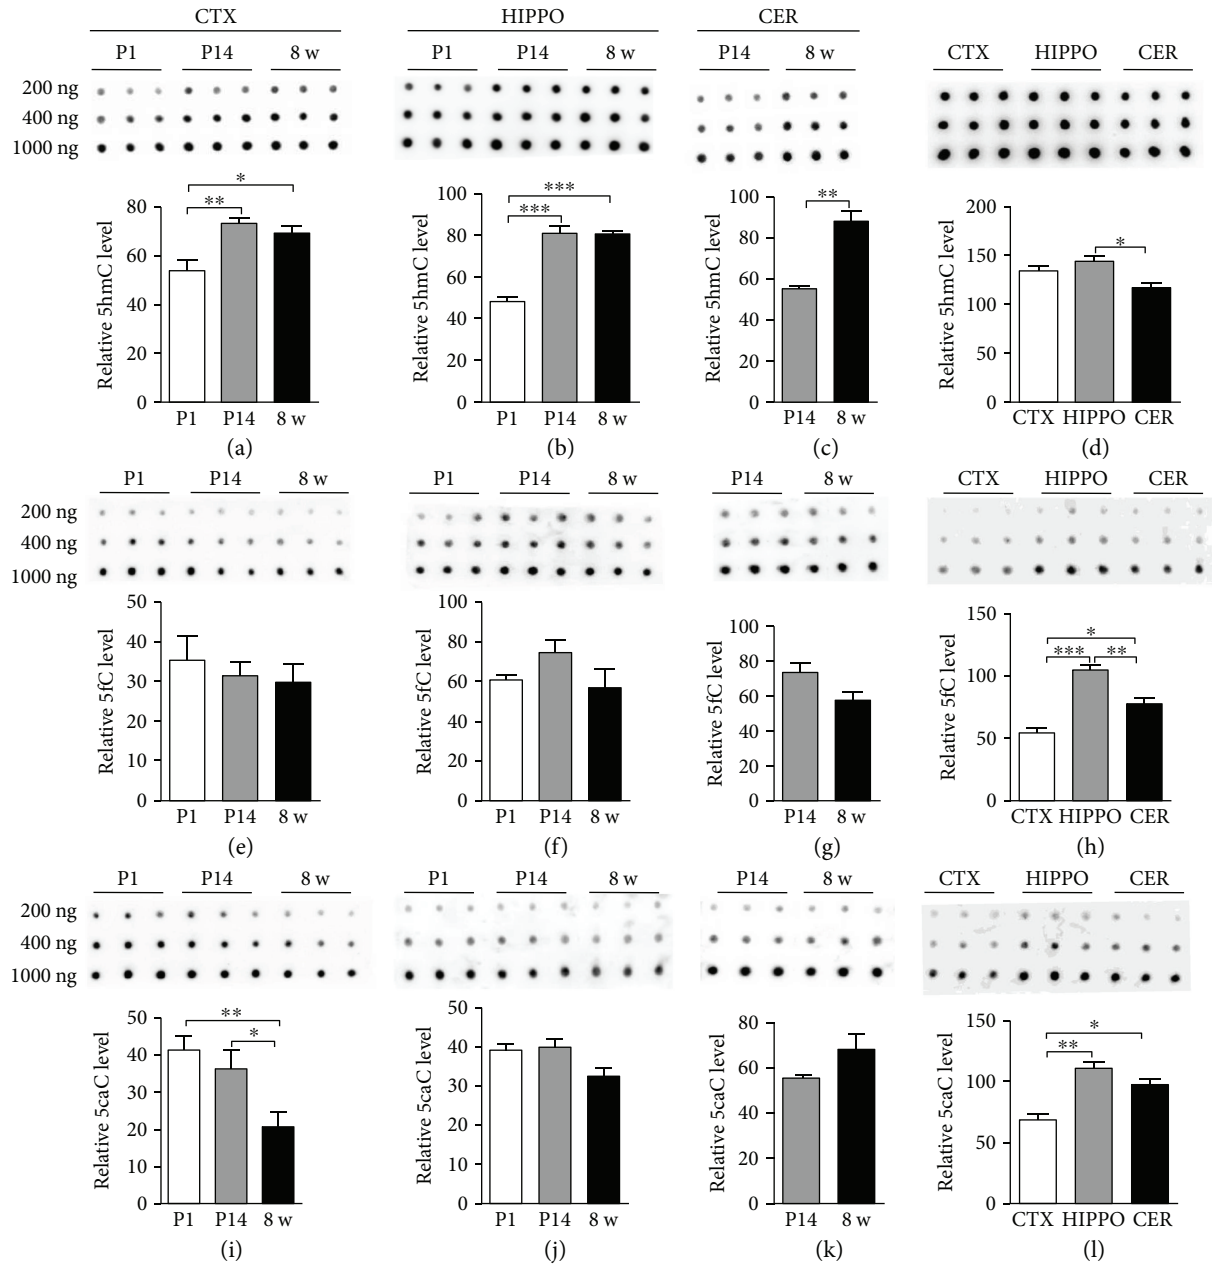 CTX HIPPO CER
P1 P14 8 w P1 P14 8 w P14 8 w CTX HIPPO CER
200 ng
400 ng
1000 ng
* ** *** *** ** *
Relative 5hmC level
80
60
40
20
0
P1 P14 8 w
(a)
Relative 5hmC level
100
80
60
40
20
0
P1 P14 8 w
(b)
Relative 5hmC level
100
80
60
40
20
0
P14 8 w
(c)
Relative 5hmC level
200
150
100
50
0
CTX HIPPO CER
(d)
P1 P14 8 w P1 P14 8 w P14 8 w CTX HIPPO CER
200 ng
400 ng
1000 ng
Relative 5fC level
50
40
30
20
10
0
P1 P14 8 w
(e)
Relative 5fC level
100
80
60
40
20
0
P1 P14 8 w
(f)
Relative 5fC level
100
80
60
40
20
0
P14 8 w
(g)
Relative 5fC level
150
100
50
0
*
*** **
CTX HIPPO CER
(h)
P1 P14 8 w P1 P14 8 w P14 8 w CTX HIPPO CER
200 ng
400 ng
1000 ng
Relative 5caC level
50
40
30
20
10
0
**
*
P1 P14 8 w
(i)
Relative 5caC level
50
40
30
20
10
0
P1 P14 8 w
(j)
Relative 5caC level
80
60
40
20
0
P14 8 w
(k)
Relative 5caC level
150
100
50
0
*
**
CTX HIPPO CER
(l)